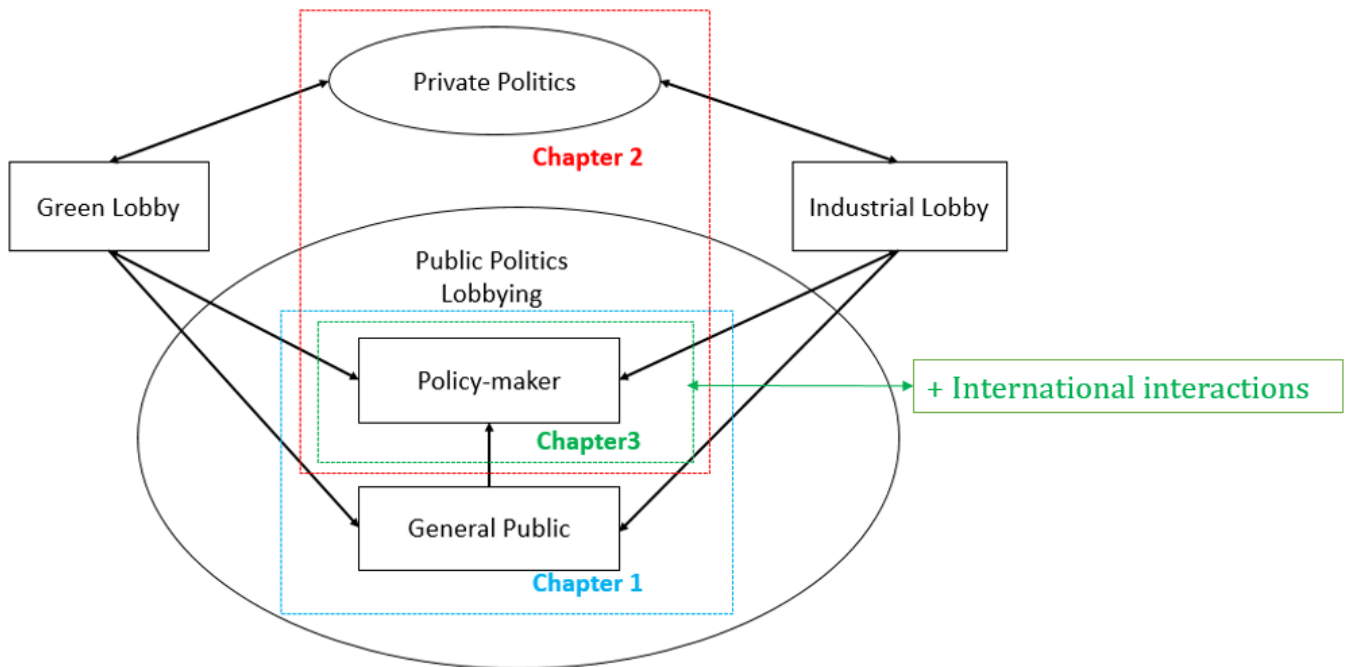 Private Politics
Chapter 2
Green Lobby
Industrial Lobby
Public Politics
Lobbying
Policy-maker
+ International interactions
Chapter3
General Public
Chapter 1